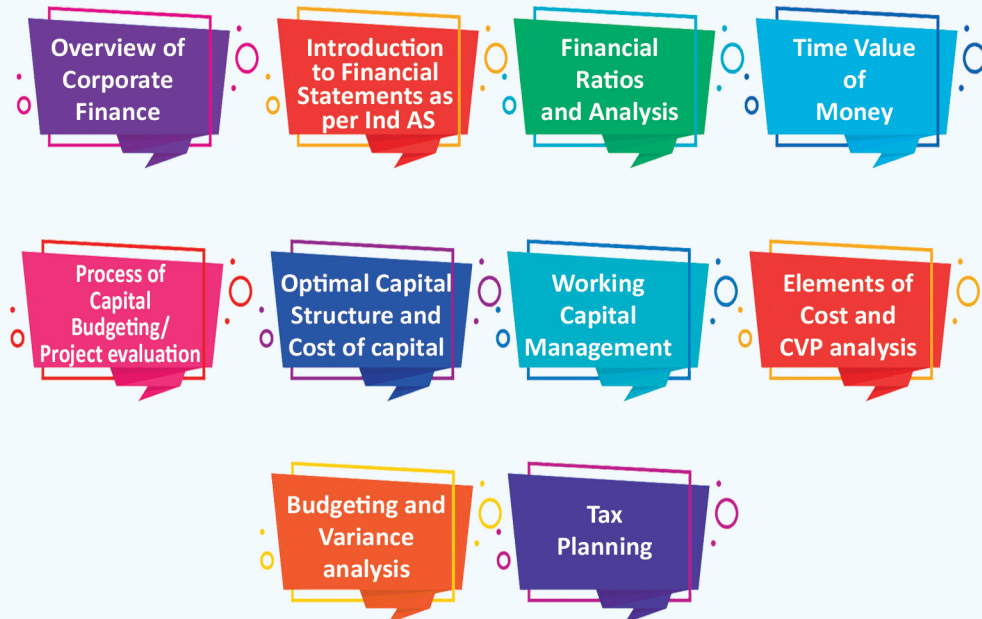 Overview of
Corporate
Finance
Introduction
to Financial
Statements as
per Ind AS
Financial
Ratios
and Analysis
Time Value
of
Money
Process of
Capital
Budgeting/
Project evaluation
Optimal Capital
Structure and
Cost of capital
Working
Capital
Management
Elements of
Cost and
CVP analysis
Budgeting and
Variance
analysis
Tax
Planning